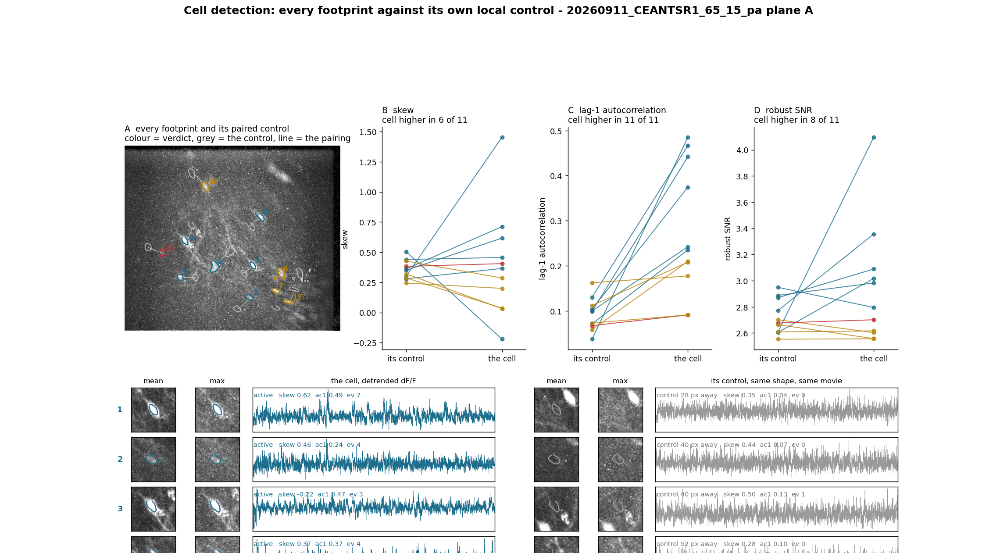 Cell detection: every footprint against its own local control - 20260911_CEANTSR1_65_15_pa plane A
A  every footprint and its paired control
colour = verdict, grey = the control, line = the pairing
10
3
11
4
1
5
8
7
2
12
B  skew
cell higher in 6 of 11
skew
1.50
1.25
1.00
0.75
0.50
0.25
0.00
−0.25
its control
the cell
C  lag-1 autocorrelation
cell higher in 11 of 11
lag-1 autocorrelation
0.5
0.4
0.3
0.2
0.1
its control
the cell
D  robust SNR
cell higher in 8 of 11
robust SNR
4.0
3.8
3.6
3.4
3.2
3.0
2.8
2.6
its control
the cell
mean
max
the cell, detrended dF/F
mean
max
its control, same shape, same movie
1
active   skew 0.62  ac1 0.49  ev 7
control 28 px away   skew 0.35  ac1 0.04  ev 0
2
active   skew 0.46  ac1 0.24  ev 4
control 40 px away   skew 0.44  ac1 0.07  ev 0
3
active   skew -0.22  ac1 0.47  ev 3
control 40 px away   skew 0.50  ac1 0.13  ev 1
active   skew 0.37  ac1 0.37  ev 4
control 52 px away   skew 0.28  ac1 0.10  ev 0